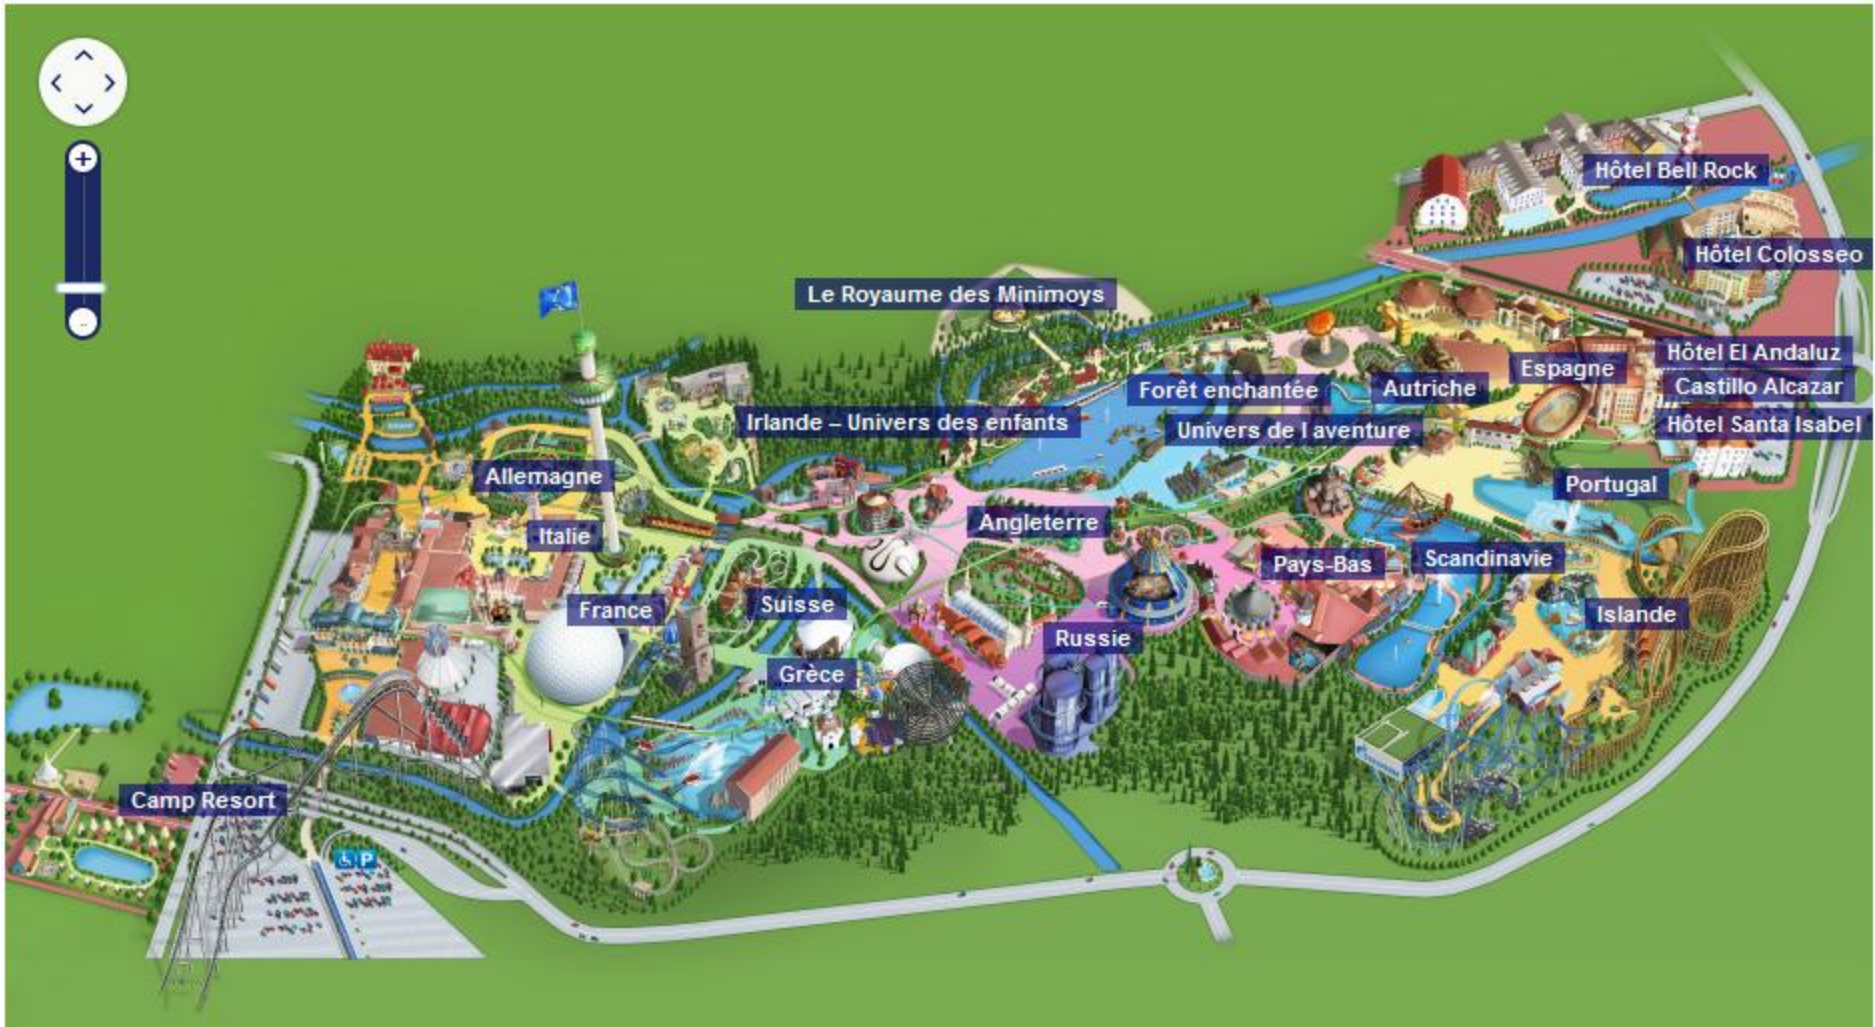 +
Hôtel Bell Rock
Hôtel Colosseo
Le Royaume des Minimoys
Hôtel El Andaluz
Espagne
Forêt enchantée
Autriche
Castillo Alcazar
Irlande – Univers des enfants
Univers de l aventure
Hôtel Santa Isabel
Allemagne
Portugal
Angleterre
Italie
Pays-Bas
Scandinavie
France
Suisse
Islande
Russie
Grèce
Camp Resort
P